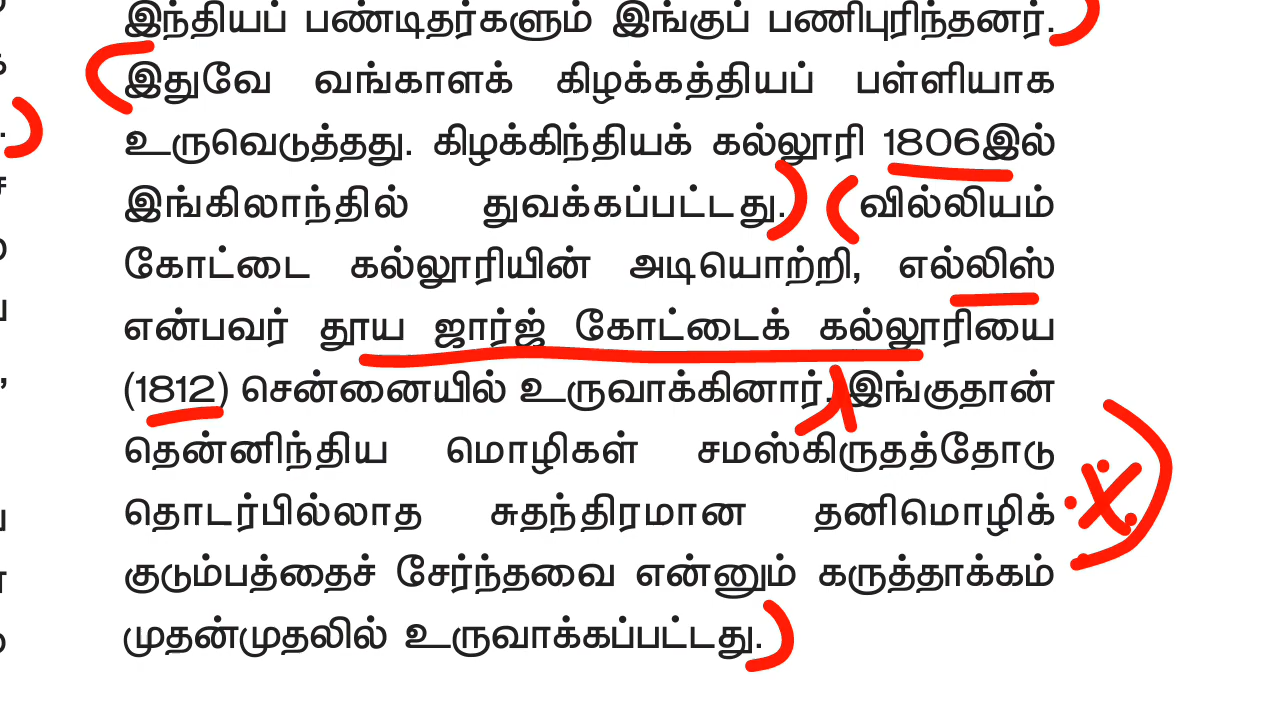 இந்தியப் பண்டிதர்களும் இங்குப் பணிபுரிந்தனர்.
இதுவே வங்காளக் கிழக்கத்தியப் பள்ளியாக
உருவெடுத்தது. கிழக்கிந்தியக் கல்லூரி 1806இல்
இங்கிலாந்தில் துவக்கப்பட்டது. வில்லியம்
கோட்டை கல்லூரியின் அடியொற்றி, எல்லிஸ்
என்பவர் தூய ஜார்ஜ் கோட்டைக் கல்லூரியை
(1812) சென்னையில் உருவாக்கினார். இங்குதான்
தென்னிந்திய மொழிகள் சமஸ்கிருதத்தோடு
தொடர்பில்லாத சுதந்திரமான தனிமொழிக்
குடும்பத்தைச் சேர்ந்தவை என்னும் கருத்தாக்கம்
முதன்முதலில் உருவாக்கப்பட்டது.